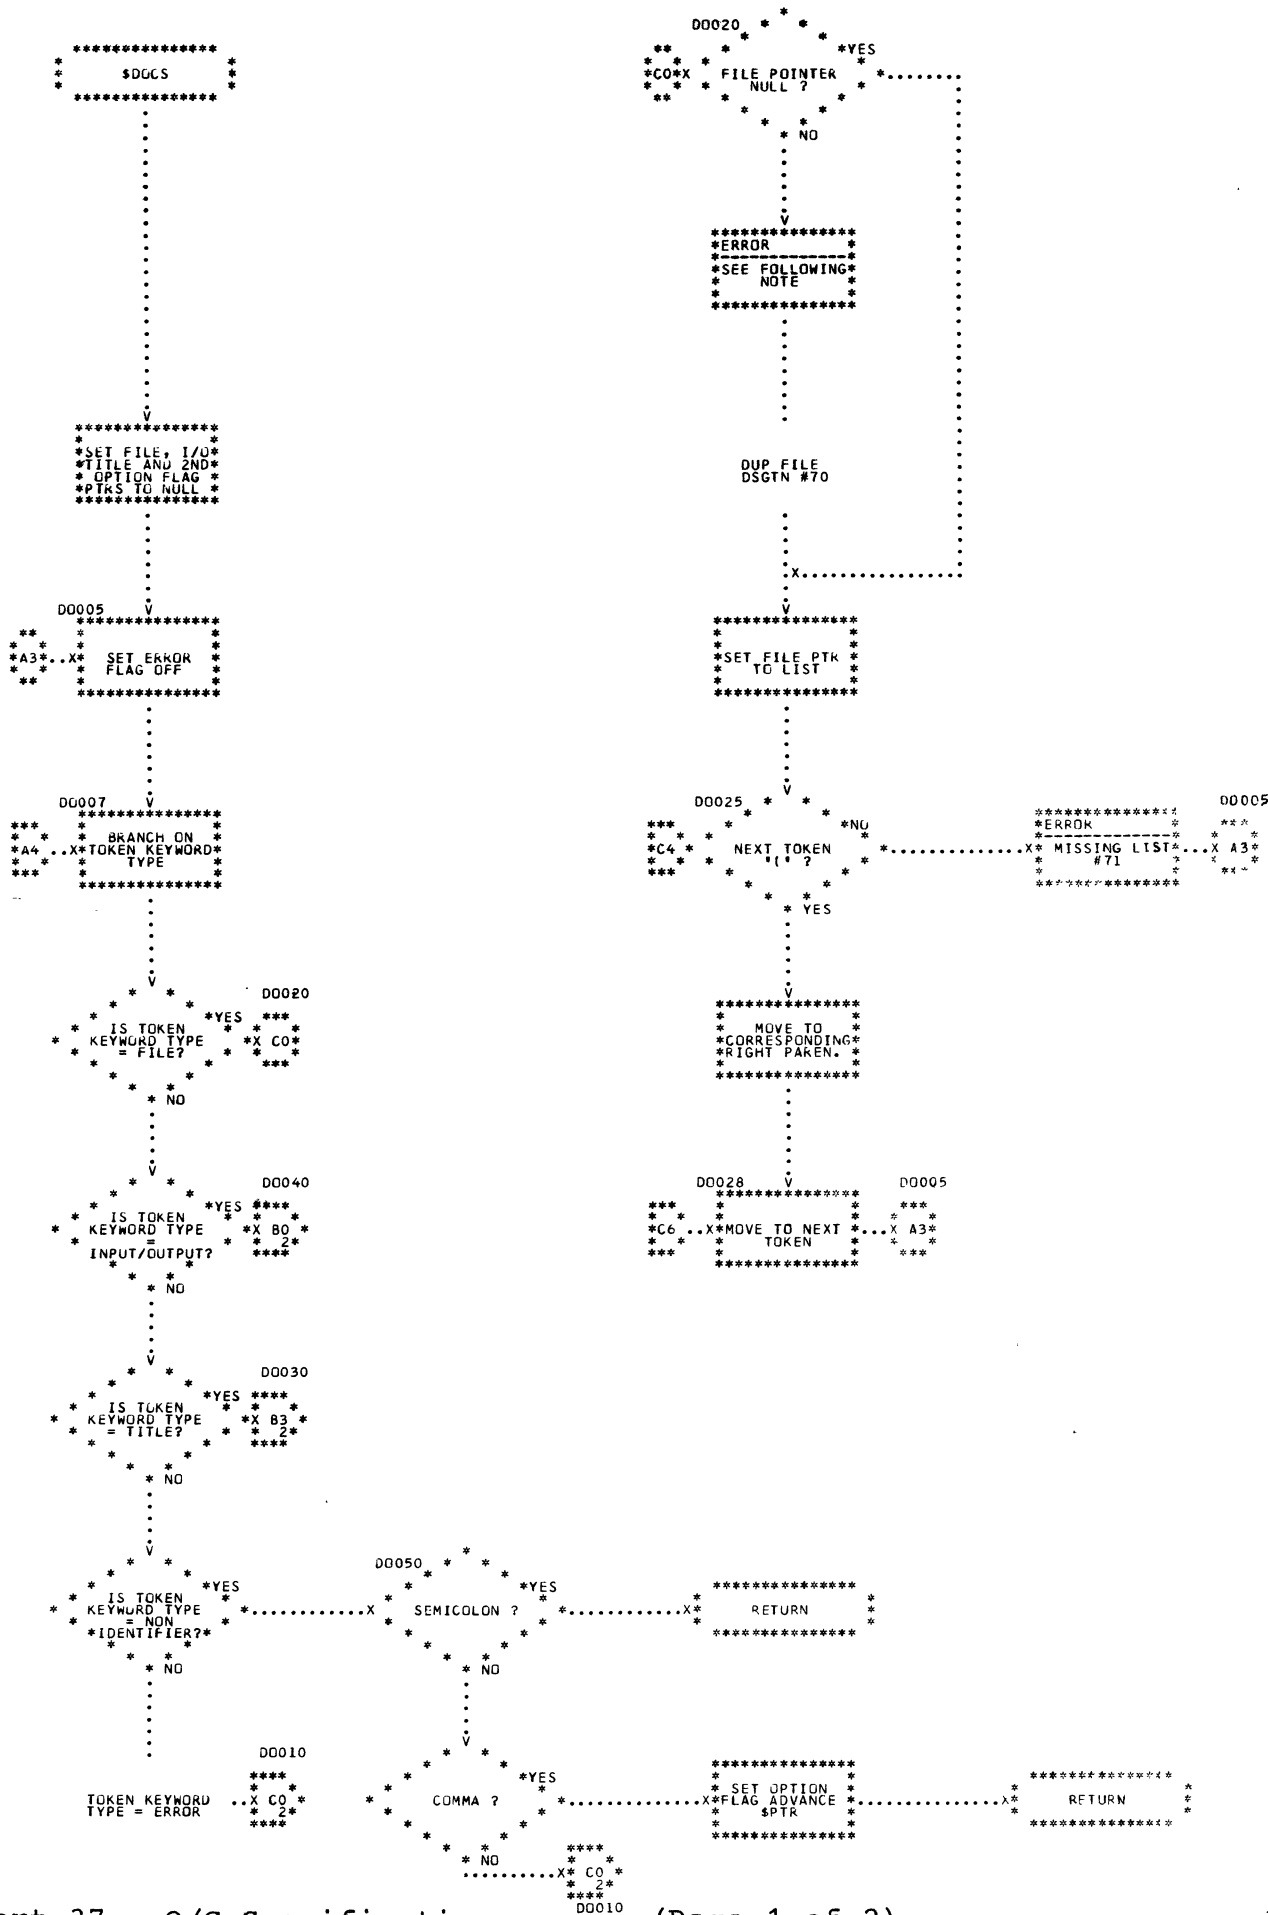 $DOCS
SET FILE, I/O
TITLE AND 2ND
OPTION FLAG
PTRS TO NULL
D0005
A3
SET ERROR
FLAG OFF
D0007
A4
BRANCH ON
TOKEN KEYWORD
TYPE
D0020
YES
IS TOKEN
KEYWORD TYPE
= FILE?
X C0
NO
D0040
YES
IS TOKEN
KEYWORD TYPE
=
INPUT/OUTPUT?
X B0
2
NO
D0030
YES
IS TOKEN
KEYWORD TYPE
= TITLE?
X B3
2
NO
YES
IS TOKEN
KEYWORD TYPE
= NON
IDENTIFIER?
NO
D0010
TOKEN KEYWORD
TYPE = ERROR
X C0
2
D0050
YES
SEMICOLON ?
NO
RETURN
YES
COMMA ?
NO
SET OPTION
FLAG ADVANCE
$PTR
RETURN
X C0
2
D0010
D0020
YES
C0 X
FILE POINTER
NULL ?
NO
ERROR
SEE FOLLOWING
NOTE
DUP FILE
DSGTN #70
SET FILE PTR
TO LIST
D0025
NO
C4
NEXT TOKEN
"(" ?
YES
D0005
ERROR
MISSING LIST
#71
X A3
MOVE TO
CORRESPONDING
RIGHT PAREN.
D0028
D0005
C6
MOVE TO NEXT
TOKEN
X A3